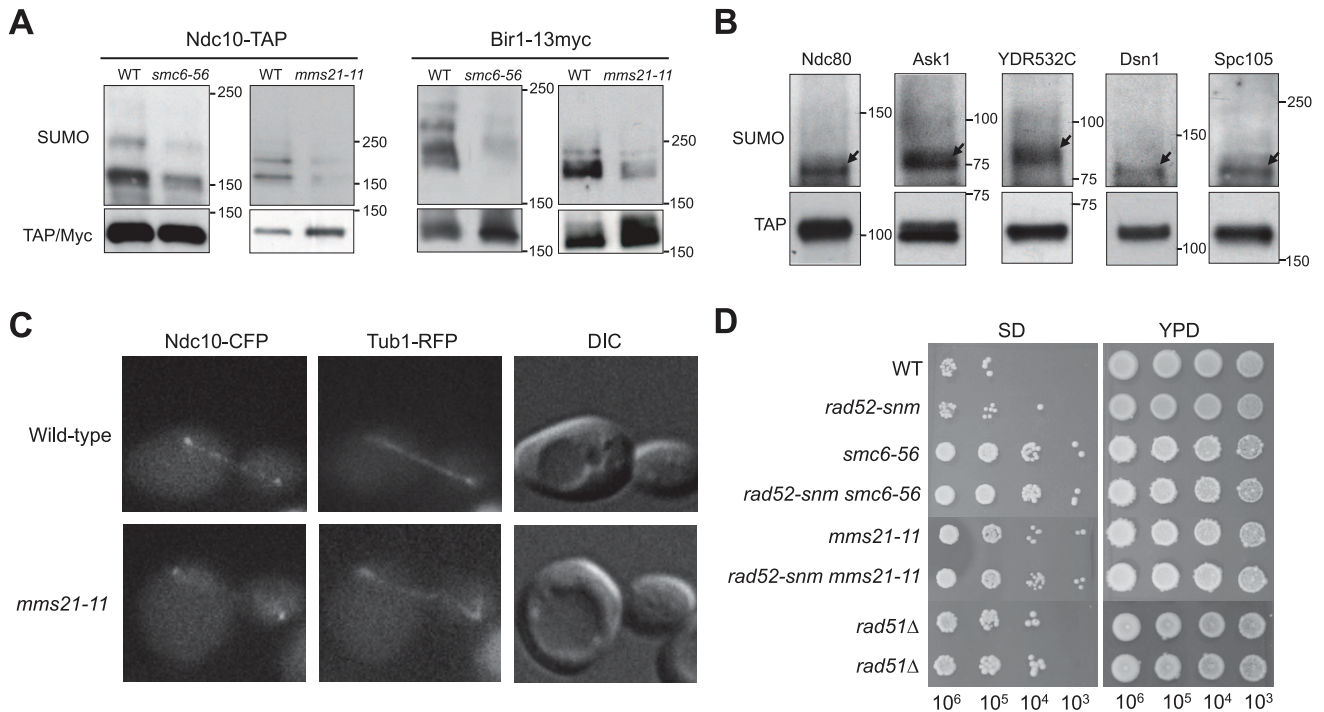 A
Ndc10-TAP
Bir1-13myc
WT smc6-56 WT mms21-11 WT smc6-56 WT mms21-11
SUMO
250
150
250
150
250
150
250
150
TAP/Myc
150
150
150
150
B
Ndc80 Ask1 YDR532C Dsn1 Spc105
SUMO
150
100
75
100
75
150
250
TAP
100
75
75
100
150
C
Ndc10-CFP Tub1-RFP DIC
Wild-type
mms21-11
D
SD YPD
WT
rad52-snm
smc6-56
rad52-snm smc6-56
mms21-11
rad52-snm mms21-11
rad51Δ
rad51Δ
10⁶ 10⁵ 10⁴ 10³ 10⁶ 10⁵ 10⁴ 10³